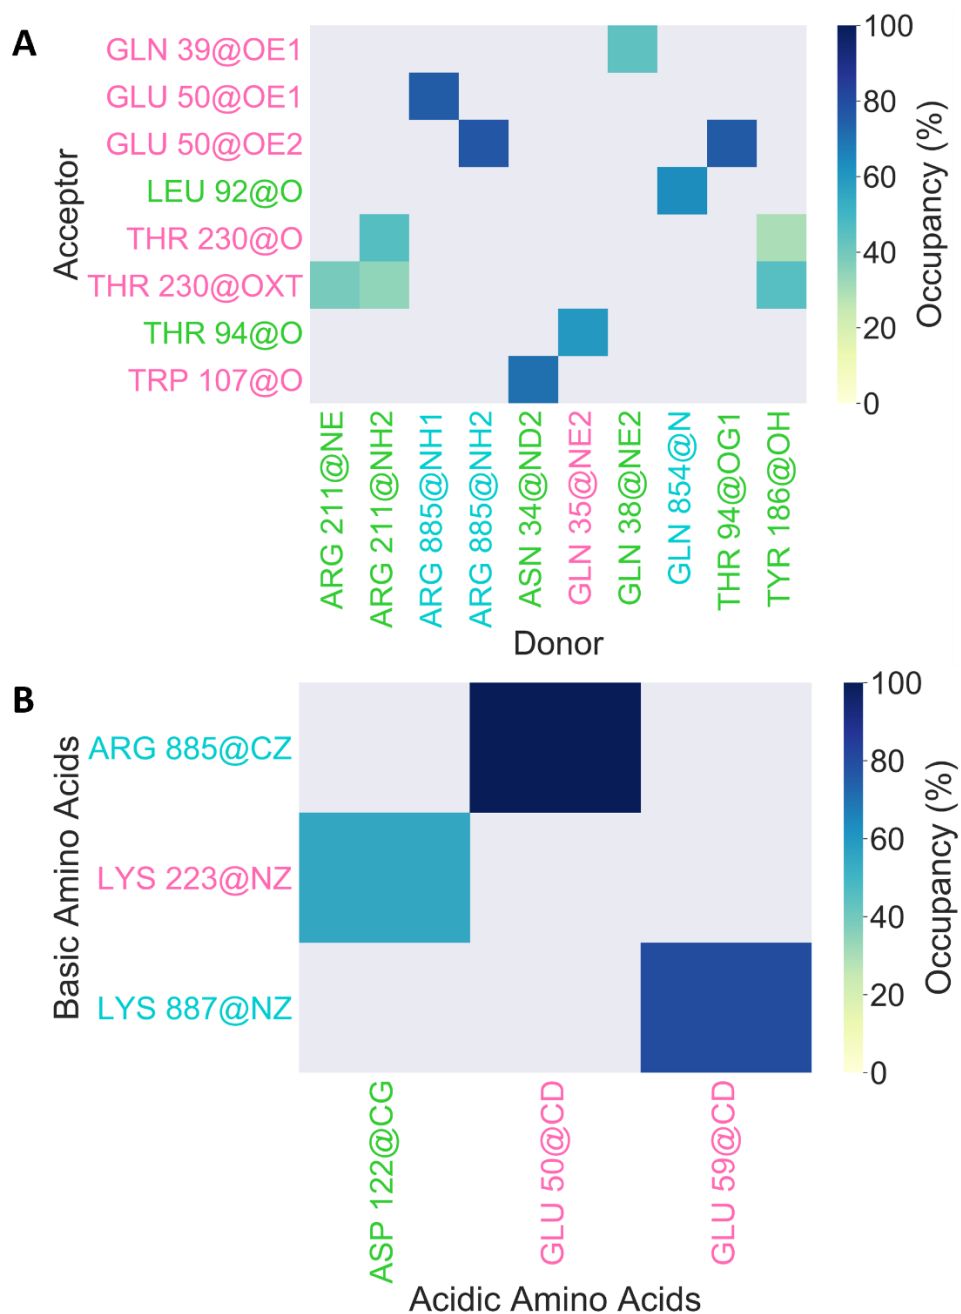 A
Acceptor
GLN 39@OE1
GLU 50@OE1
GLU 50@OE2
LEU 92@O
THR 230@O
THR 230@OXT
THR 94@O
TRP 107@O
ARG 211@NE
ARG 211@NH2
ARG 885@NH1
ARG 885@NH2
ASN 34@ND2
GLN 35@NE2
GLN 38@NE2
GLN 854@N
THR 94@OG1
TYR 186@OH
Donor
100
80
60
40
20
0
Occupancy (%)
B
Basic Amino Acids
ARG 885@CZ
LYS 223@NZ
LYS 887@NZ
ASP 122@CG
GLU 50@CD
GLU 59@CD
Acidic Amino Acids
100
80
60
40
20
0
Occupancy (%)